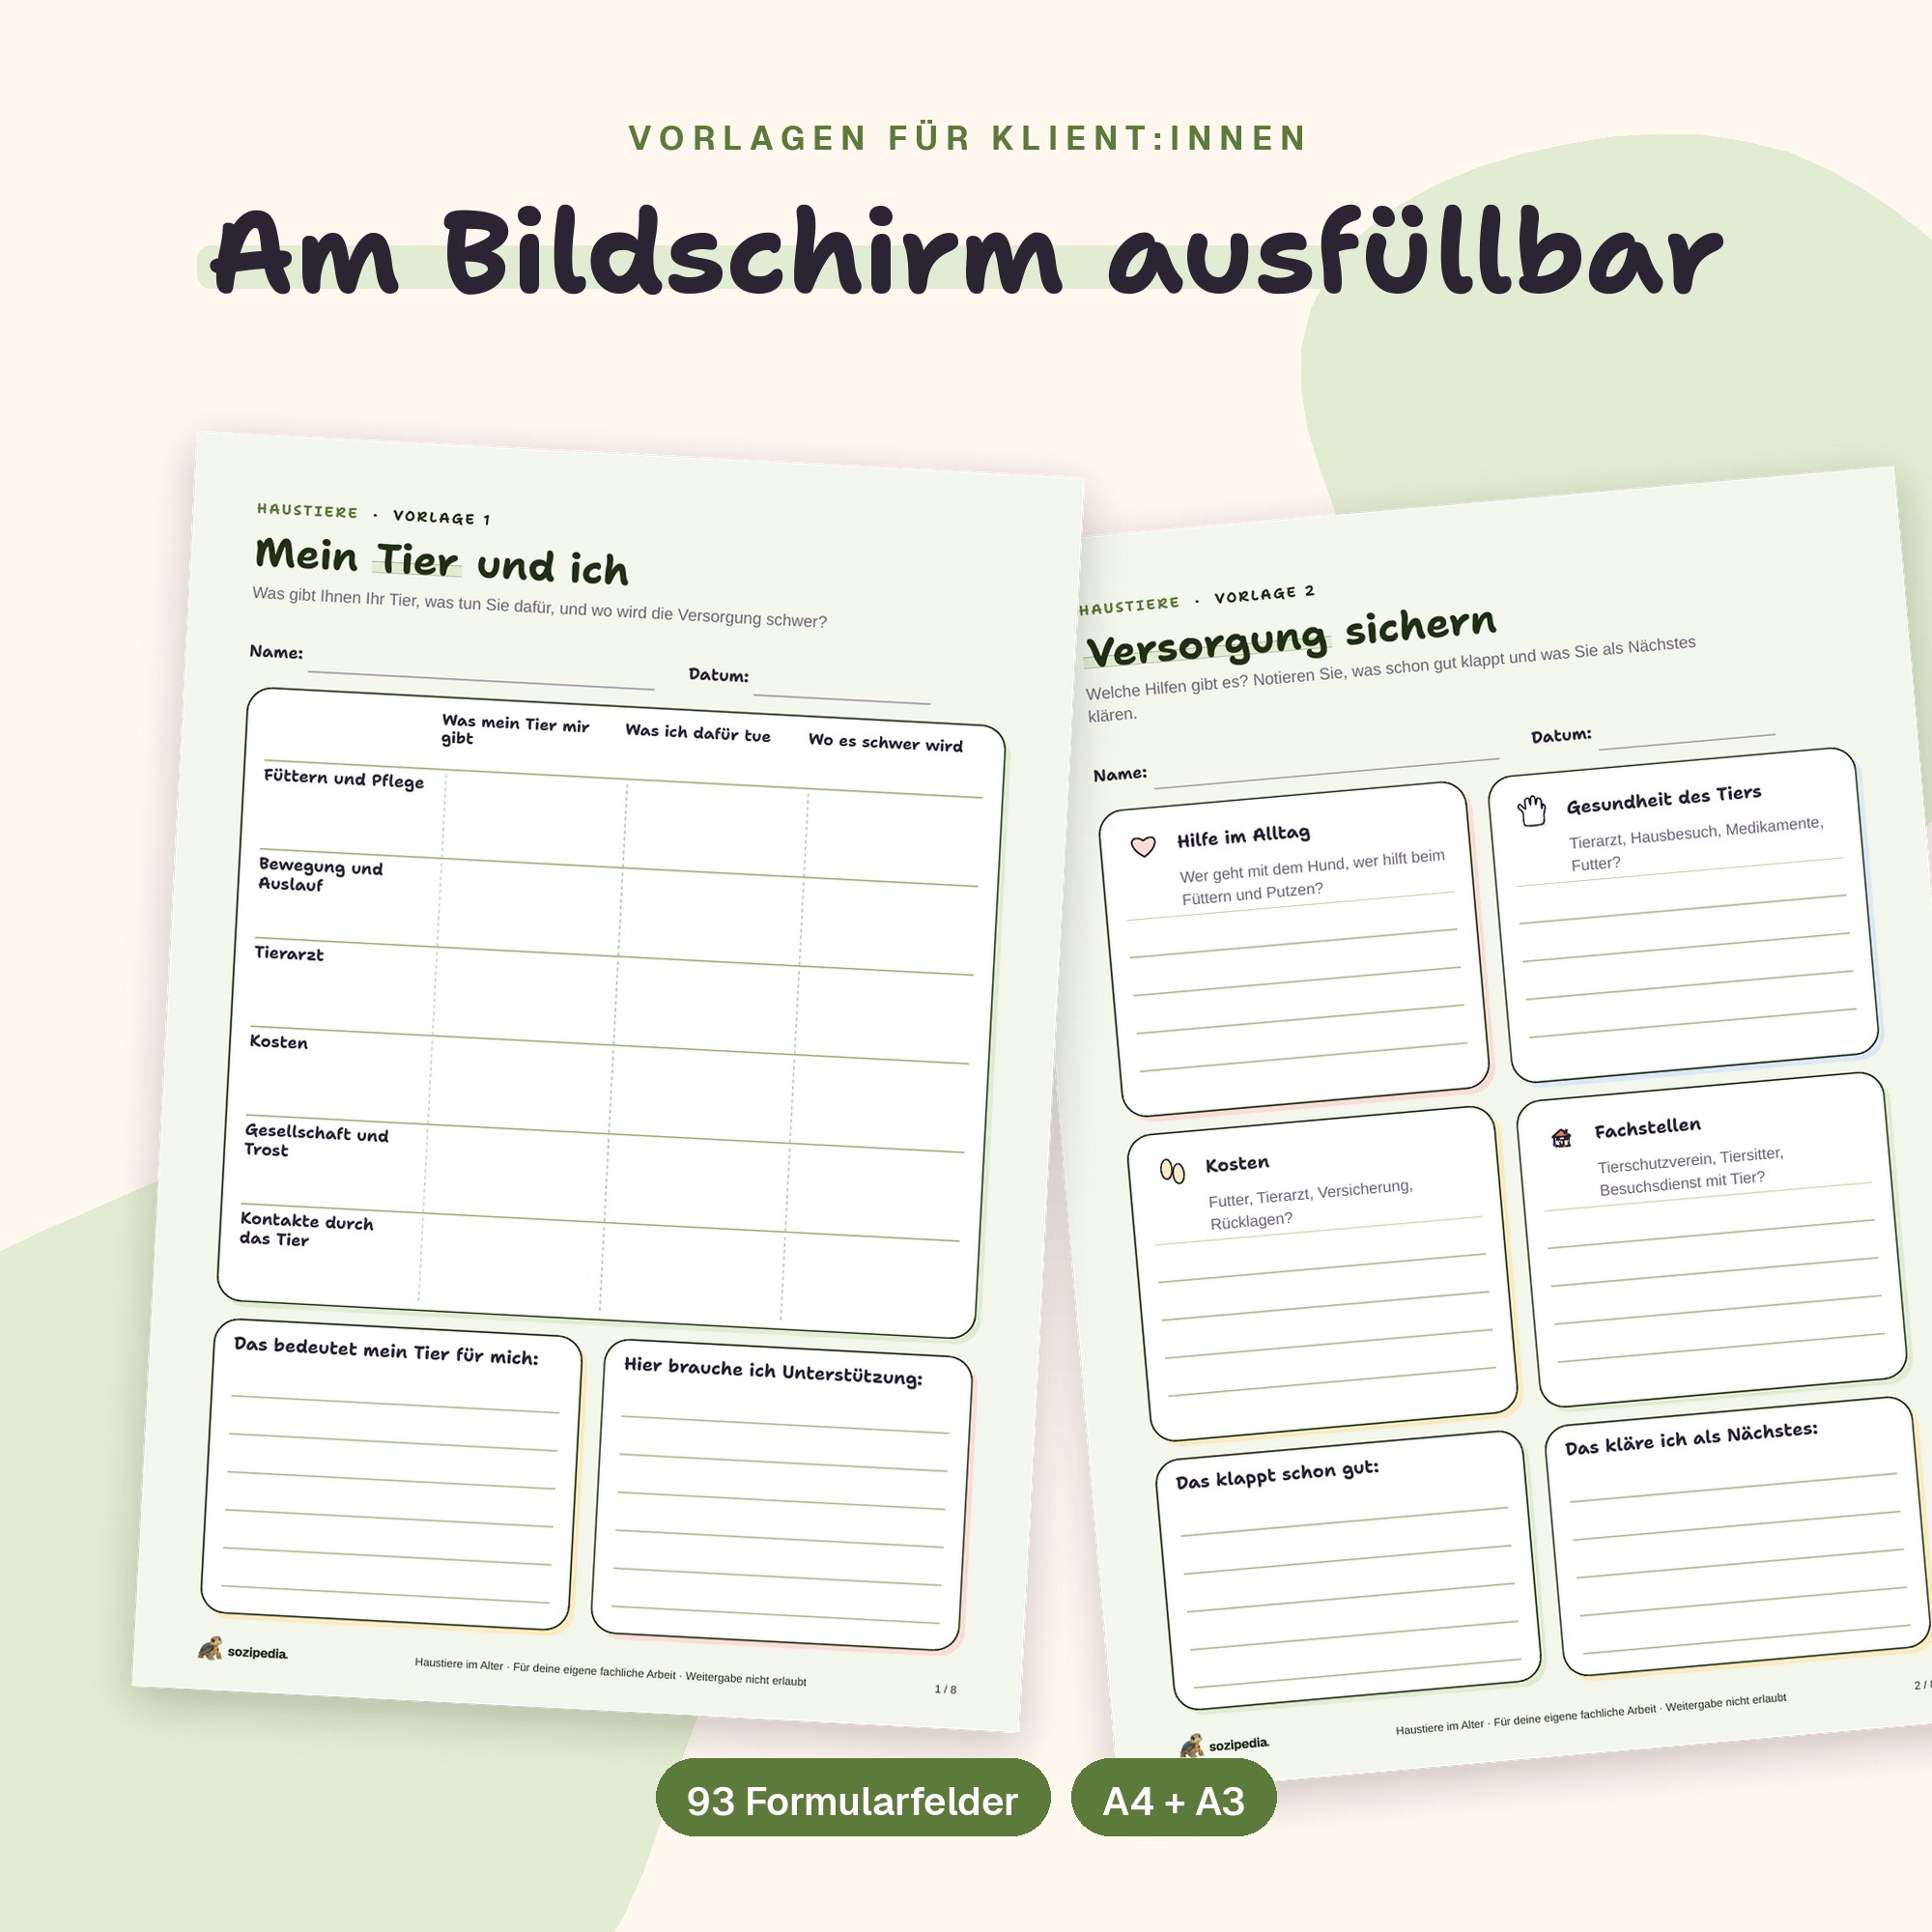 VORLAGEN FÜR KLIENT:INNEN
Am Bildschirm ausfüllbar
HAUSTIERE · VORLAGE 1
Mein Tier und ich
Was gibt Ihnen Ihr Tier, was tun Sie dafür, und wo wird die Versorgung schwer?
Name:
Datum:
Was mein Tier mir
gibt
Was ich dafür tue
Wo es schwer wird
Füttern und Pflege
Bewegung und
Auslauf
Tierarzt
Kosten
Gesellschaft und
Trost
Kontakte durch
das Tier
Das bedeutet mein Tier für mich:
Hier brauche ich Unterstützung:
sozipedia.
Haustiere im Alter · Für deine eigene fachliche Arbeit · Weitergabe nicht erlaubt
1 / 8
HAUSTIERE · VORLAGE 2
Versorgung sichern
Welche Hilfen gibt es? Notieren Sie, was schon gut klappt und was Sie als Nächstes
klären.
Name:
Datum:
Hilfe im Alltag
Wer geht mit dem Hund, wer hilft beim
Füttern und Putzen?
Gesundheit des Tiers
Tierarzt, Hausbesuch, Medikamente,
Futter?
Kosten
Futter, Tierarzt, Versicherung,
Rücklagen?
Fachstellen
Tierschutzverein, Tiersitter,
Besuchsdienst mit Tier?
Das klappt schon gut:
Das kläre ich als Nächstes:
sozipedia.
Haustiere im Alter · Für deine eigene fachliche Arbeit · Weitergabe nicht erlaubt
2 / 8
93 Formularfelder
A4 + A3